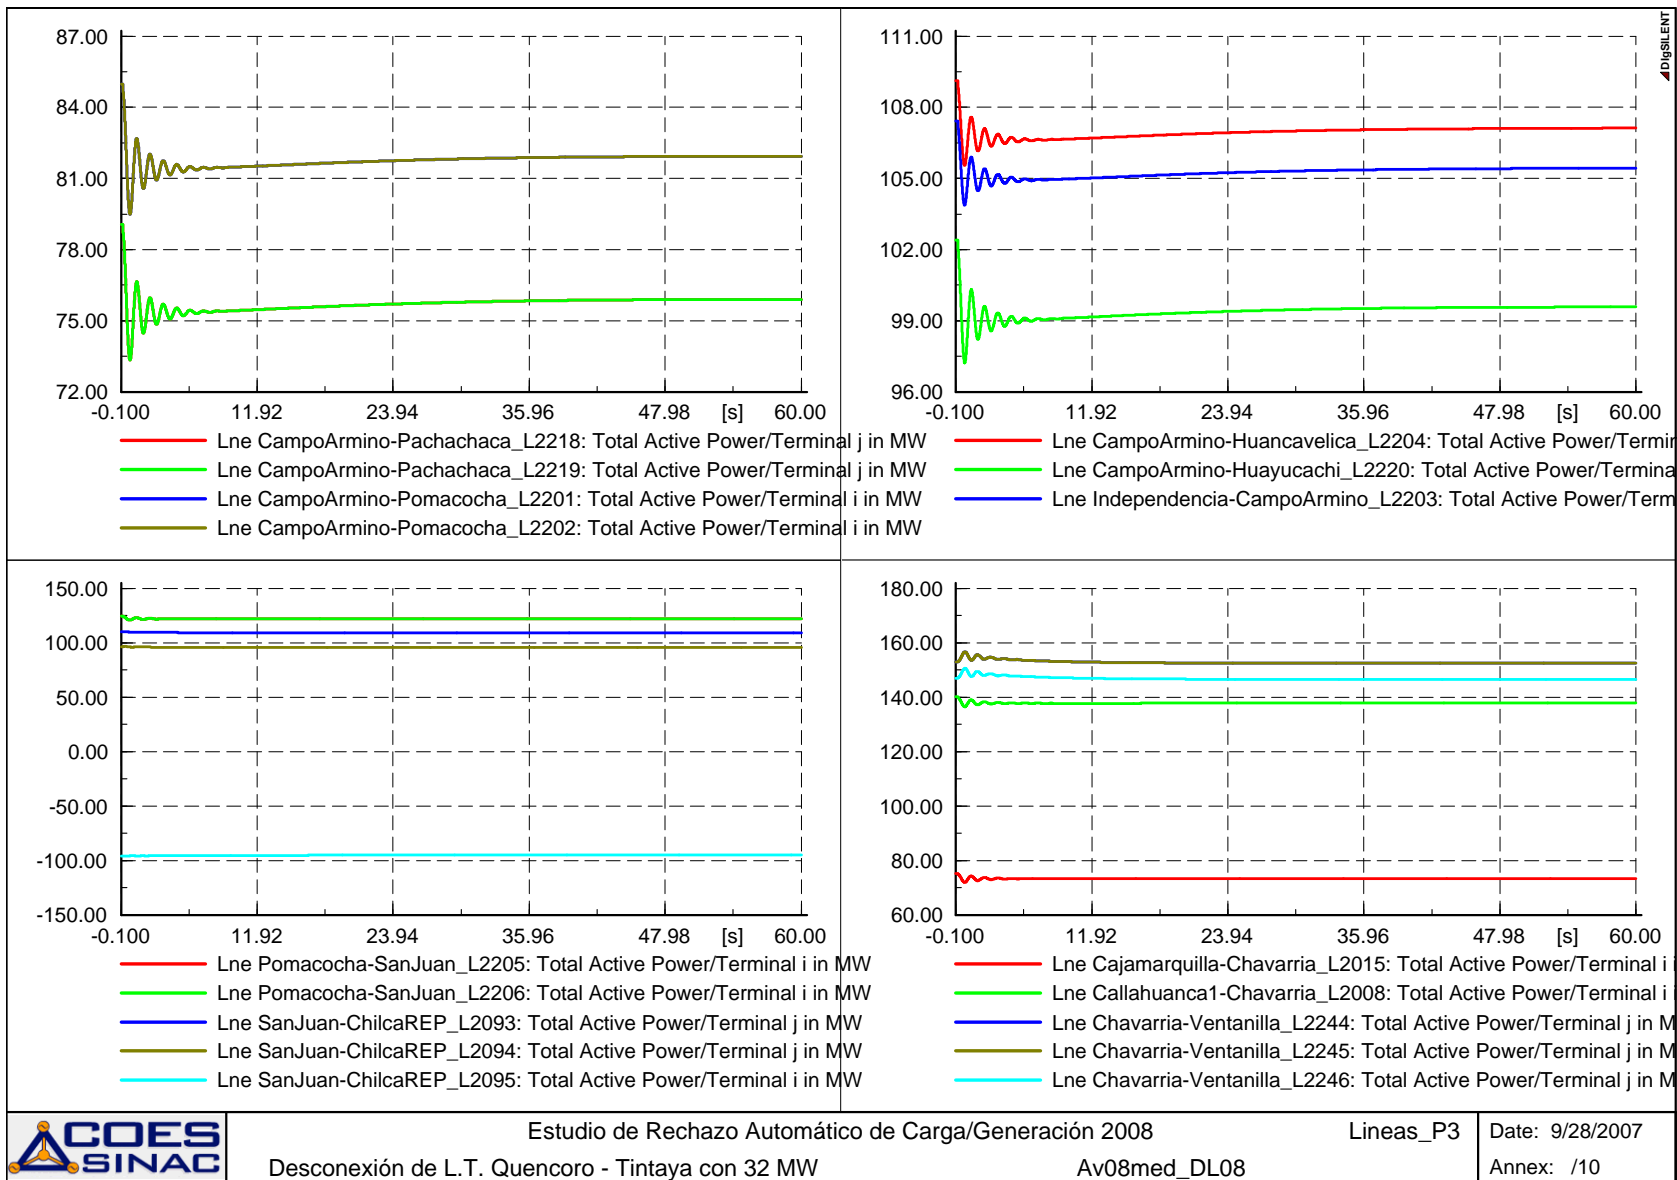 DIgSILENT
87.00
84.00
81.00
78.00
75.00
72.00
-0.100 11.92 23.94 35.96 47.98 [s] 60.00
Lne CampoArmino-Pachachaca_L2218: Total Active Power/Terminal j in MW
Lne CampoArmino-Pachachaca_L2219: Total Active Power/Terminal j in MW
Lne CampoArmino-Pomacocha_L2201: Total Active Power/Terminal i in MW
Lne CampoArmino-Pomacocha_L2202: Total Active Power/Terminal i in MW
111.00
108.00
105.00
102.00
99.00
96.00
-0.100 11.92 23.94 35.96 47.98 [s] 60.00
Lne CampoArmino-Huancavelica_L2204: Total Active Power/Termin
Lne CampoArmino-Huayucachi_L2220: Total Active Power/Termina
Lne Independencia-CampoArmino_L2203: Total Active Power/Term
150.00
100.00
50.00
0.00
-50.00
-100.00
-150.00
-0.100 11.92 23.94 35.96 47.98 [s] 60.00
Lne Pomacocha-SanJuan_L2205: Total Active Power/Terminal i in MW
Lne Pomacocha-SanJuan_L2206: Total Active Power/Terminal i in MW
Lne SanJuan-ChilcaREP_L2093: Total Active Power/Terminal j in MW
Lne SanJuan-ChilcaREP_L2094: Total Active Power/Terminal j in MW
Lne SanJuan-ChilcaREP_L2095: Total Active Power/Terminal i in MW
180.00
160.00
140.00
120.00
100.00
80.00
60.00
-0.100 11.92 23.94 35.96 47.98 [s] 60.00
Lne Cajamarquilla-Chavarria_L2015: Total Active Power/Terminal i i
Lne Callahuanca1-Chavarria_L2008: Total Active Power/Terminal i i
Lne Chavarria-Ventanilla_L2244: Total Active Power/Terminal j in M
Lne Chavarria-Ventanilla_L2245: Total Active Power/Terminal j in M
Lne Chavarria-Ventanilla_L2246: Total Active Power/Terminal j in M
COES
SINAC
Estudio de Rechazo Automático de Carga/Generación 2008 Lineas_P3
Desconexión de L.T. Quencoro - Tintaya con 32 MW Av08med_DL08
Date: 9/28/2007
Annex: /10